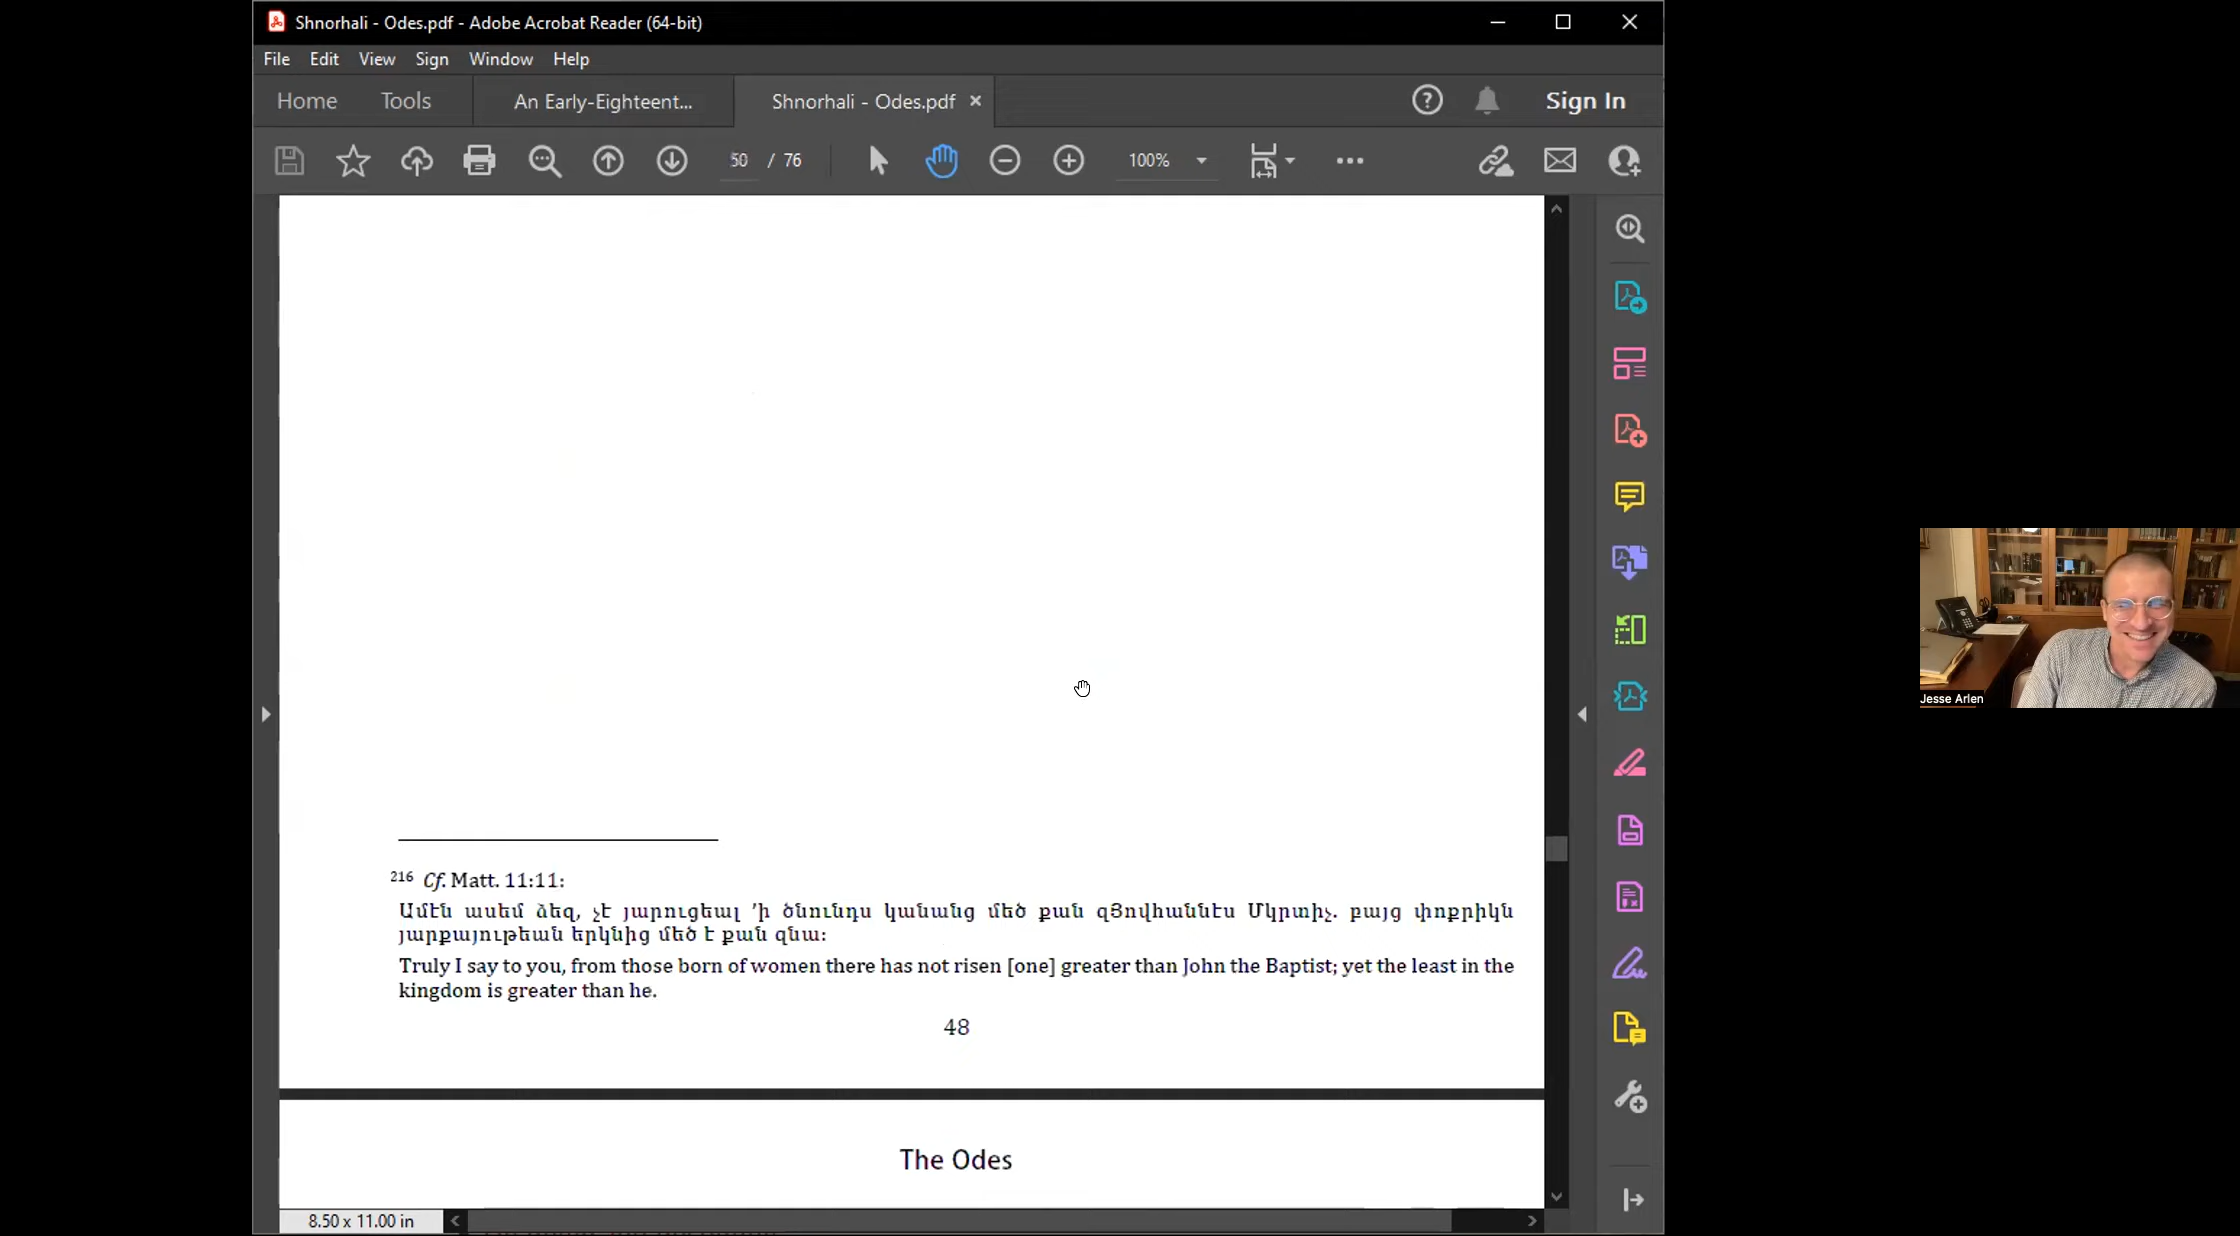 Shnorhali - Odes.pdf - Adobe Acrobat Reader (64-bit)
File Edit View Sign Window Help
Home Tools An Early-Eighteent... Shnorhali - Odes.pdf × Sign In
50 / 76 100%
216 Cf. Matt. 11:11:
Ամէն ասեմ ձեզ, չէ յարուցեալ ՚ի ծնունդս կանանց մեծ քան զՅովհաննէս Մկրտիչ. բայց փոքրիկն
յարքայութեան երկնից մեծ է քան զնա։
Truly I say to you, from those born of women there has not risen [one] greater than John the Baptist; yet the least in the
kingdom is greater than he.
48
The Odes
8.50 x 11.00 in
Jesse Arlen